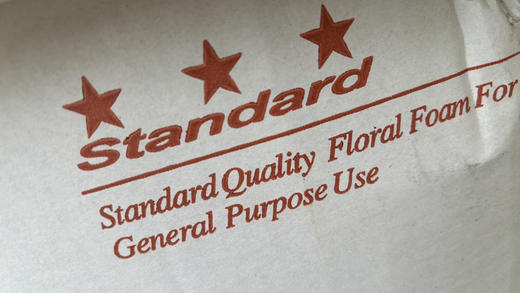 Standard
Standard Quality Floral Foam For
General Purpose Use